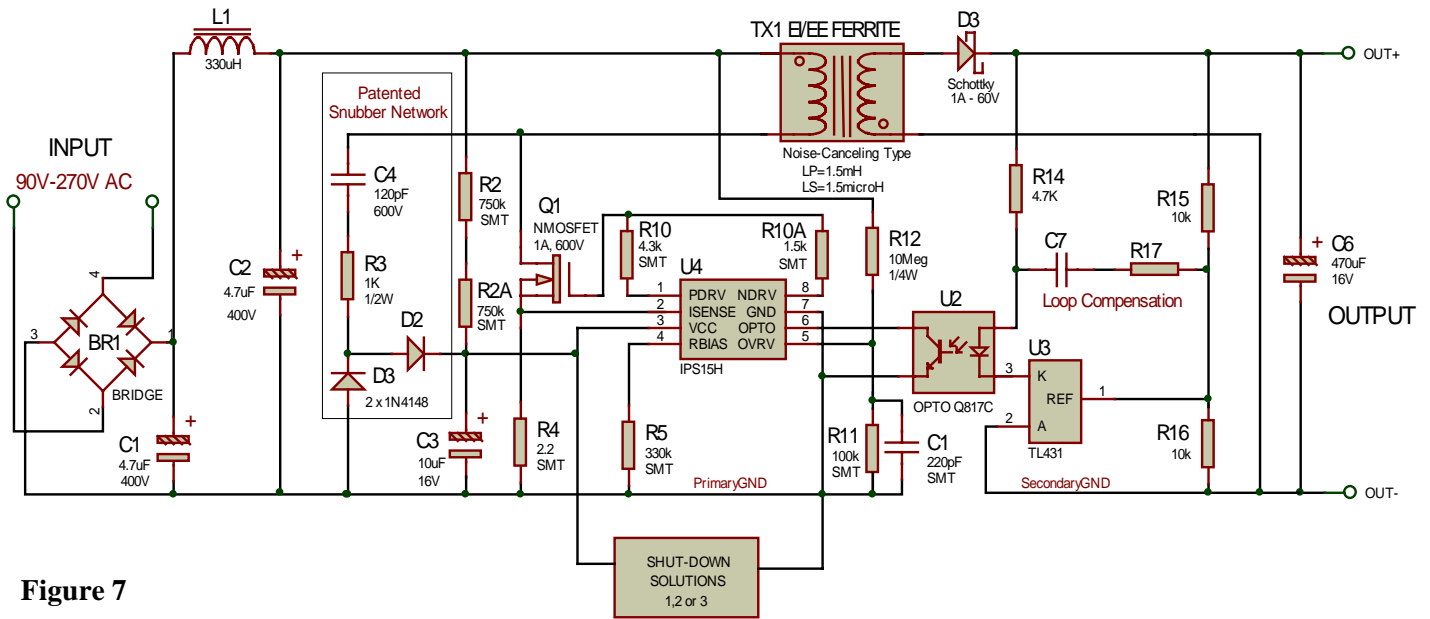 L1
330uH
TX1 EI/EE FERRITE
D3
Schottky
1A - 60V
OUT+
Patented
Snubber Network
INPUT
90V-270V AC
C4
120pF
600V
R2
750k
SMT
Q1
NMOSFET
1A, 600V
Noise-Canceling Type
LP=1.5mH
LS=1.5microH
R14
4.7K
R15
10k
R10
4.3k
SMT
R10A
1.5k
SMT
R12
10Meg
1/4W
C7
R17
Loop Compensation
C6
470uF
16V
OUTPUT
C2
4.7uF
400V
R3
1K
1/2W
R2A
750k
SMT
U4
1 PDRV NDRV 8
2 ISENSE GND 7
3 VCC OPTO 6
4 RBIAS OVRV 5
IPS15H
U2
OPTO Q817C
4
3
BR1
1
2
BRIDGE
D2
D3
2 x 1N4148
U3
3 K
REF 1
2 A
TL431
C1
4.7uF
400V
C3
10uF
16V
R4
2.2
SMT
R5
330k
SMT
R11
100k
SMT
C1
220pF
SMT
R16
10k
PrimaryGND
SecondaryGND
OUT-
SHUT-DOWN
SOLUTIONS
1,2 or 3
Figure 7